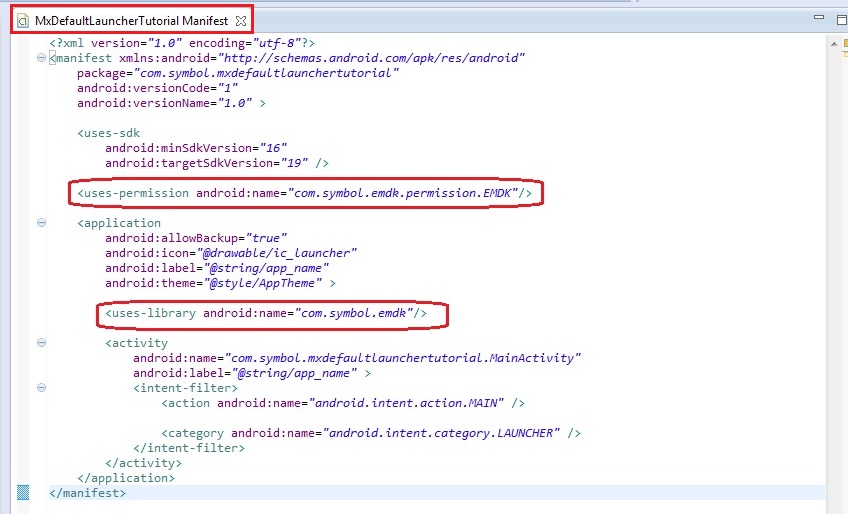 MxDefaultLauncherTutorial Manifest
<?xml version="1.0" encoding="utf-8"?>
<manifest xmlns:android="http://schemas.android.com/apk/res/android"
    package="com.symbol.mxdefaultlaunchertutorial"
    android:versionCode="1"
    android:versionName="1.0" >
    <uses-sdk
        android:minSdkVersion="16"
        android:targetSdkVersion="19" />
    <uses-permission android:name="com.symbol.emdk.permission.EMDK"/>
    <application
        android:allowBackup="true"
        android:icon="@drawable/ic_launcher"
        android:label="@string/app_name"
        android:theme="@style/AppTheme" >
        <uses-library android:name="com.symbol.emdk"/>
        <activity
            android:name="com.symbol.mxdefaultlaunchertutorial.MainActivity"
            android:label="@string/app_name" >
            <intent-filter>
                <action android:name="android.intent.action.MAIN" />
                <category android:name="android.intent.category.LAUNCHER" />
            </intent-filter>
        </activity>
    </application>
</manifest>